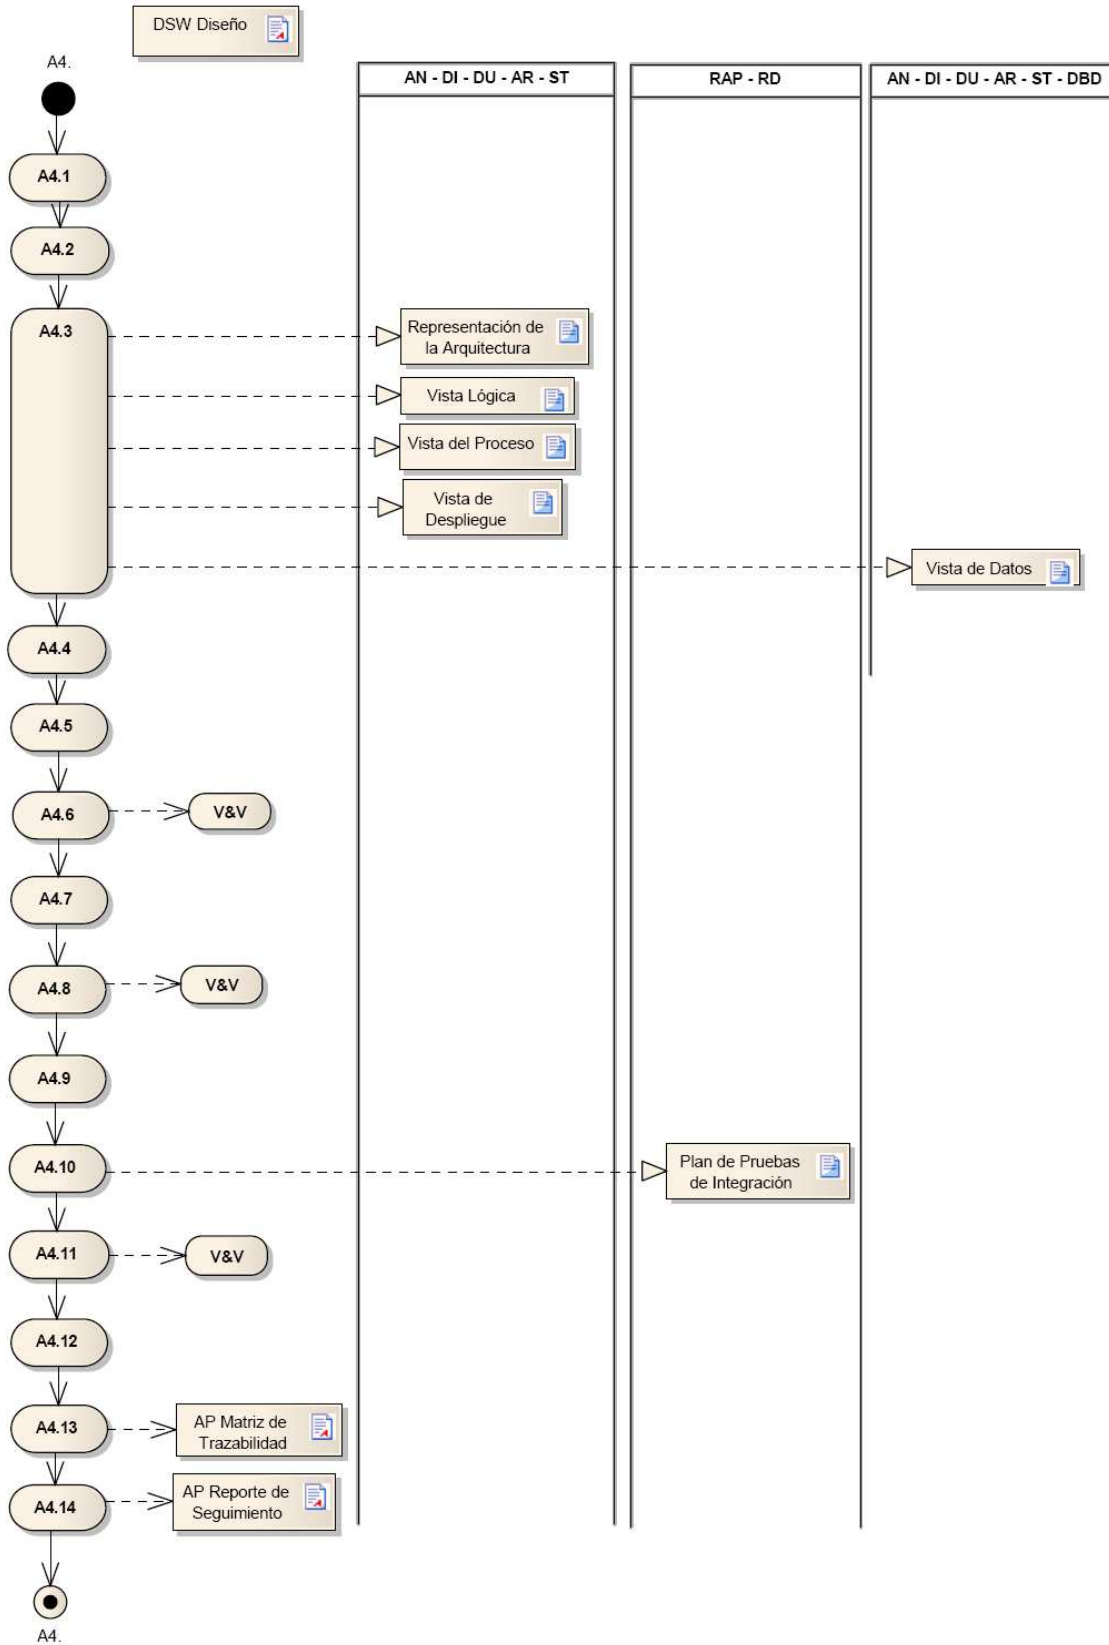 DSW Diseño
A4.
AN - DI - DU - AR - ST
RAP - RD
AN - DI - DU - AR - ST - DBD
A4.1
A4.2
A4.3
Representación de
la Arquitectura
Vista Lógica
Vista del Proceso
Vista de
Despliegue
Vista de Datos
A4.4
A4.5
A4.6
V&V
A4.7
A4.8
V&V
A4.9
A4.10
Plan de Pruebas
de Integración
A4.11
V&V
A4.12
A4.13
AP Matriz de
Trazabilidad
A4.14
AP Reporte de
Seguimiento
A4.